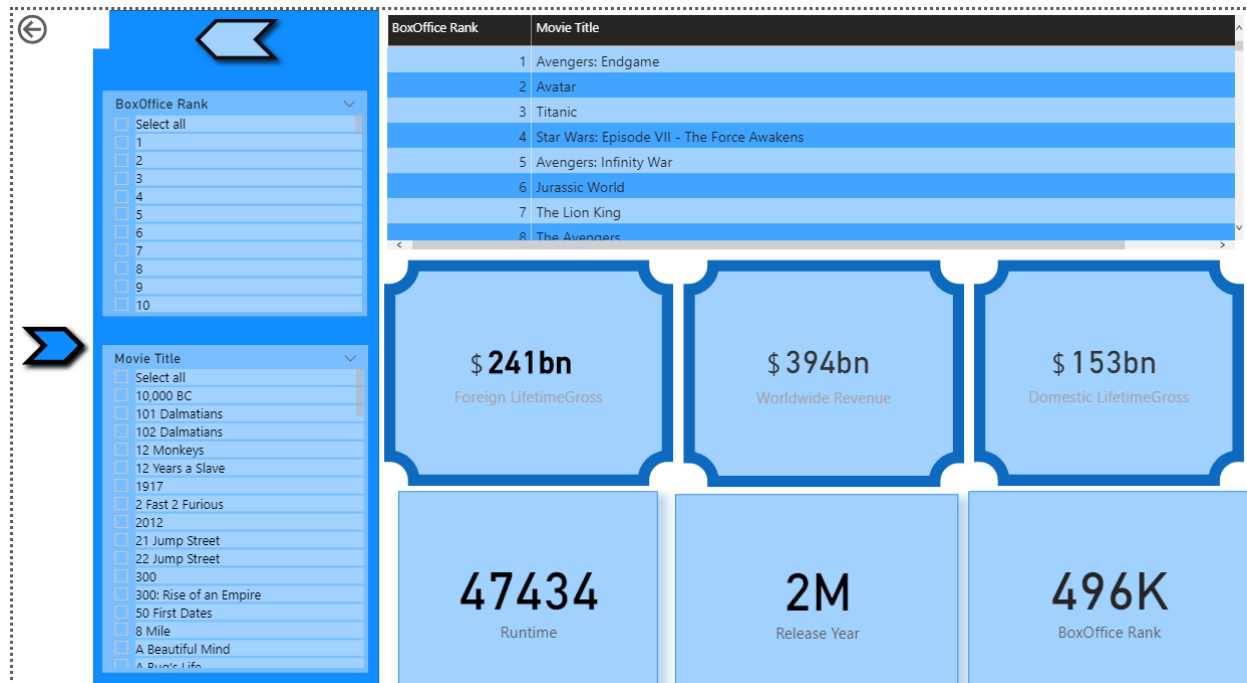 BoxOffice Rank
Select all
1
2
3
4
5
6
7
8
9
10
Movie Title
Select all
10,000 BC
101 Dalmatians
102 Dalmatians
12 Monkeys
12 Years a Slave
1917
2 Fast 2 Furious
2012
21 Jump Street
22 Jump Street
300
300: Rise of an Empire
50 First Dates
8 Mile
A Beautiful Mind
A Bug's Life
BoxOffice Rank Movie Title
1 Avengers: Endgame
2 Avatar
3 Titanic
4 Star Wars: Episode VII - The Force Awakens
5 Avengers: Infinity War
6 Jurassic World
7 The Lion King
8 The Avengers
$ 241bn
Foreign LifetimeGross
$ 394bn
Worldwide Revenue
$ 153bn
Domestic LifetimeGross
47434
Runtime
2M
Release Year
496K
BoxOffice Rank